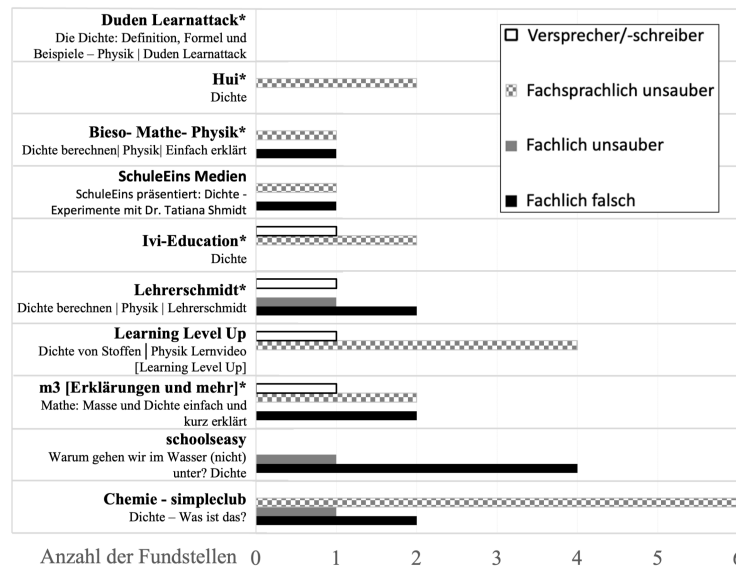 Duden Learnattack*
Die Dichte: Definition, Formel und
Beispiele – Physik | Duden Learnattack
Hui*
Dichte
Bieso- Mathe- Physik*
Dichte berechnen| Physik| Einfach erklärt
SchuleEins Medien
SchuleEins präsentiert: Dichte -
Experimente mit Dr. Tatiana Shmidt
Ivi-Education*
Dichte
Lehrerschmidt*
Dichte berechnen | Physik | Lehrerschmidt
Learning Level Up
Dichte von Stoffen | Physik Lernvideo
[Learning Level Up]
m3 [Erklärungen und mehr]*
Mathe: Masse und Dichte einfach und
kurz erklärt
schoolseasy
Warum gehen wir im Wasser (nicht)
unter? Dichte
Chemie - simpleclub
Dichte – Was ist das?
Anzahl der Fundstellen 0 1 2 3 4 5 6
Versprecher/-schreiber
Fachsprachlich unsauber
Fachlich unsauber
Fachlich falsch